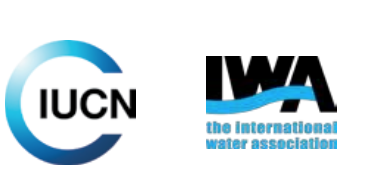 IUCN
IWA
the international
water association